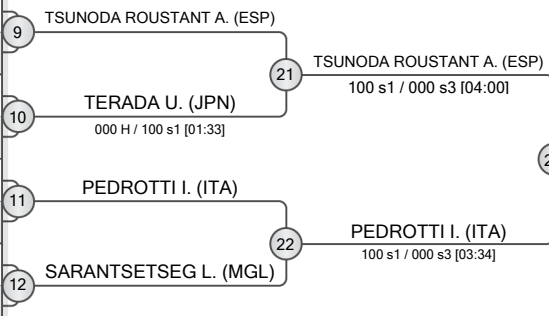 9
TSUNODA ROUSTANT A. (ESP)
21
TSUNODA ROUSTANT A. (ESP)
100 s1 / 000 s3 [04:00]
10
TERADA U. (JPN)
000 H / 100 s1 [01:33]
11
PEDROTTI I. (ITA)
22
PEDROTTI I. (ITA)
100 s1 / 000 s3 [03:34]
12
SARANTSETSEG L. (MGL)